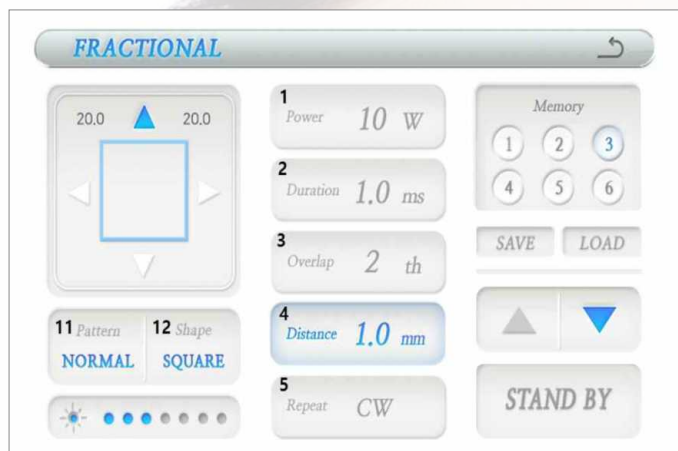 FRACTIONAL
20.0 20.0
11 Pattern
NORMAL
12 Shape
SQUARE
1
Power 10 W
2
Duration 1.0 ms
3
Overlap 2 th
4
Distance 1.0 mm
5
Repeat CW
Memory
1 2 3
4 5 6
SAVE LOAD
STAND BY